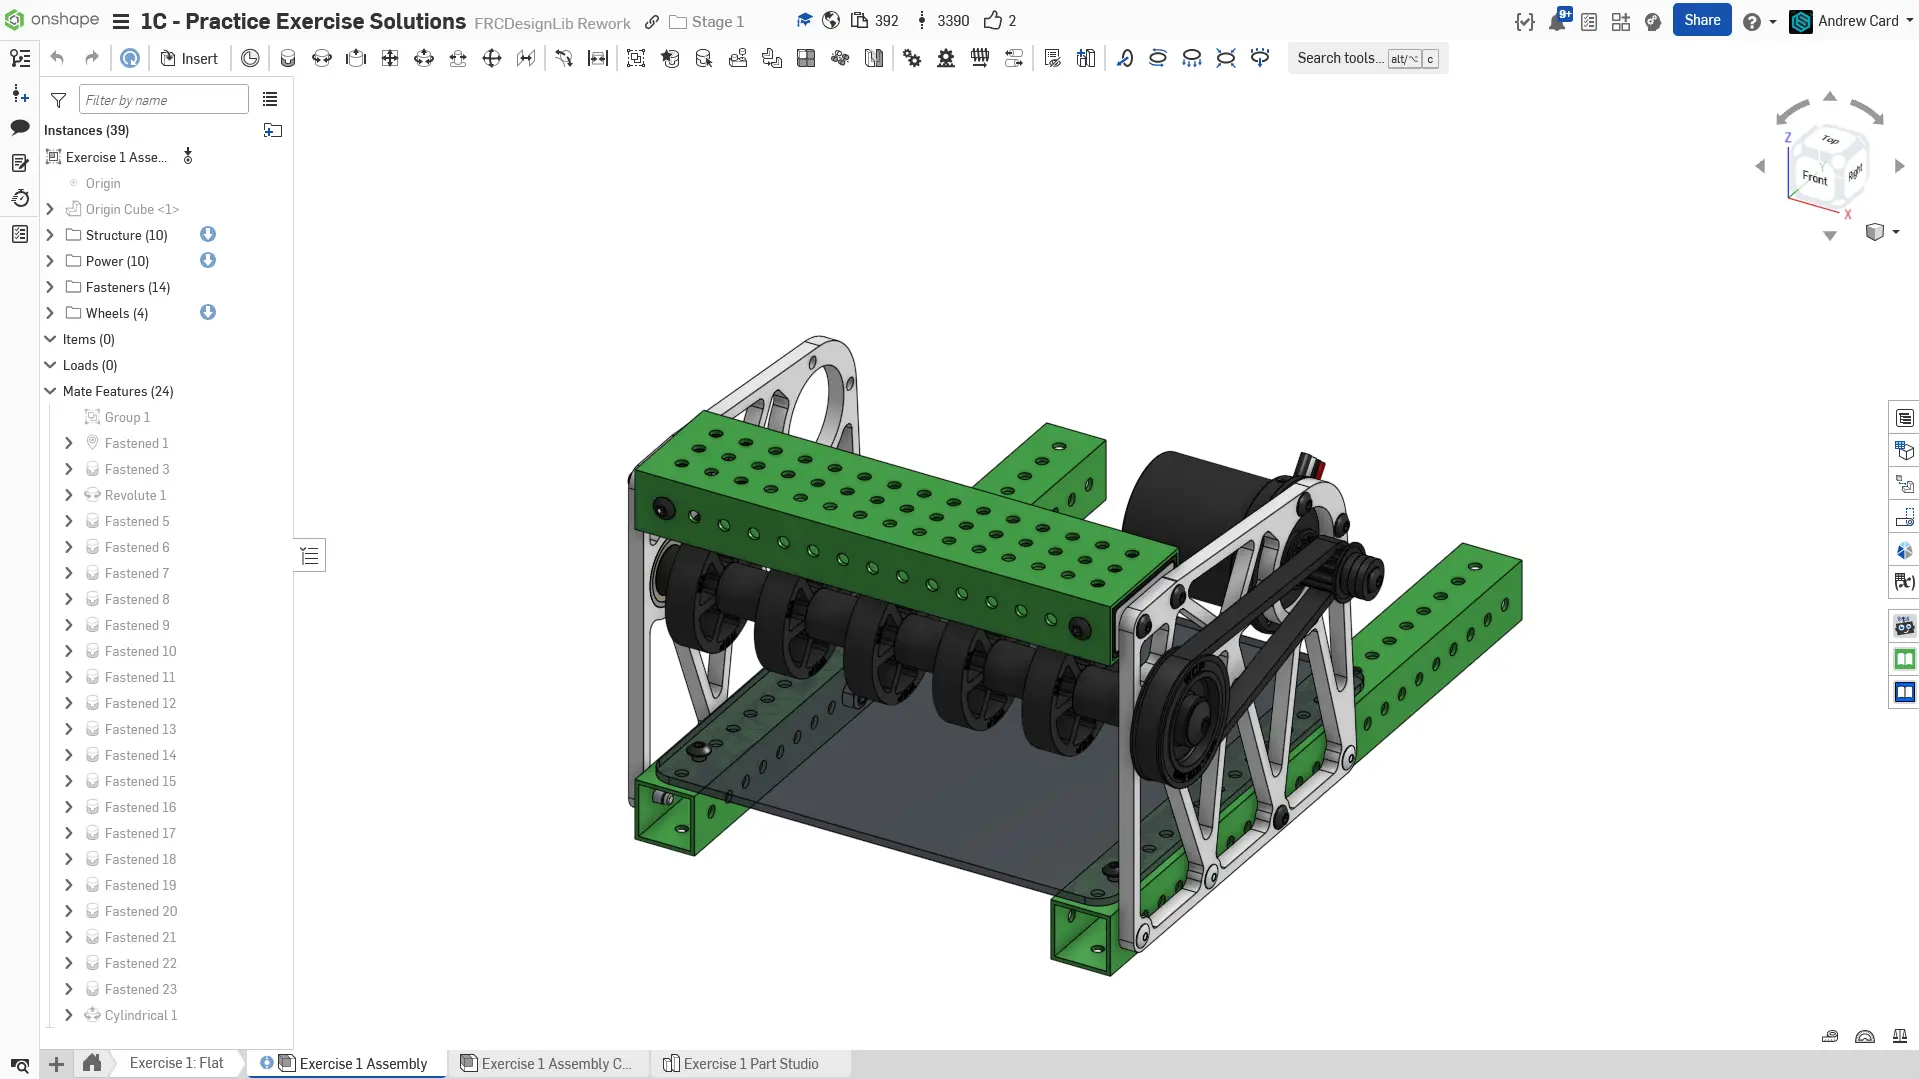 onshape 1C - Practice Exercise Solutions FRCDesignLib Rework Stage 1 392 3390 2 9+ Share Andrew Card
Insert Search tools... alt/⌥ c
Filter by name
Instances (39)
Exercise 1 Asse...
Origin
Origin Cube <1>
Structure (10)
Power (10)
Fasteners (14)
Wheels (4)
Items (0)
Loads (0)
Mate Features (24)
Group 1
Fastened 1
Fastened 3
Revolute 1
Fastened 5
Fastened 6
Fastened 7
Fastened 8
Fastened 9
Fastened 10
Fastened 11
Fastened 12
Fastened 13
Fastened 14
Fastened 15
Fastened 16
Fastened 17
Fastened 18
Fastened 19
Fastened 20
Fastened 21
Fastened 22
Fastened 23
Cylindrical 1
Z
Top
Front
Right
X
WCP
Exercise 1: Flat Exercise 1 Assembly Exercise 1 Assembly C... Exercise 1 Part Studio